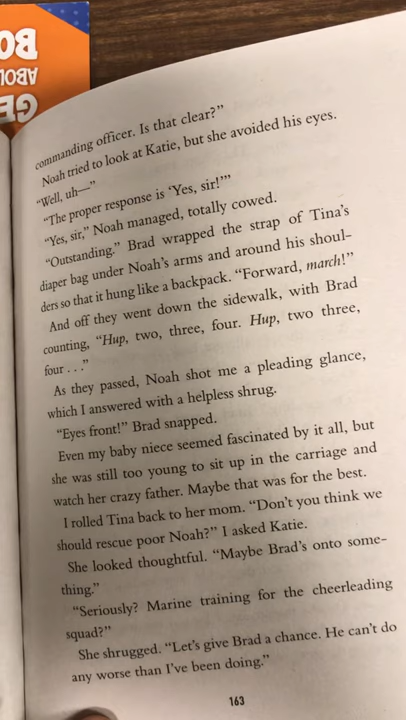 BO
ABOU
GE
commanding officer. Is that clear?”
Noah tried to look at Katie, but she avoided his eyes.
“Well, uh—”
“The proper response is ‘Yes, sir!’”
“Yes, sir,” Noah managed, totally cowed.
“Outstanding.” Brad wrapped the strap of Tina’s
diaper bag under Noah’s arms and around his shoul-
ders so that it hung like a backpack. “Forward, march!”
And off they went down the sidewalk, with Brad
counting, “Hup, two, three, four. Hup, two three,
four . . .”
As they passed, Noah shot me a pleading glance,
which I answered with a helpless shrug.
“Eyes front!” Brad snapped.
Even my baby niece seemed fascinated by it all, but
she was still too young to sit up in the carriage and
watch her crazy father. Maybe that was for the best.
I rolled Tina back to her mom. “Don’t you think we
should rescue poor Noah?” I asked Katie.
She looked thoughtful. “Maybe Brad’s onto some-
thing.”
“Seriously? Marine training for the cheerleading
squad?”
She shrugged. “Let’s give Brad a chance. He can’t do
any worse than I’ve been doing.”
163